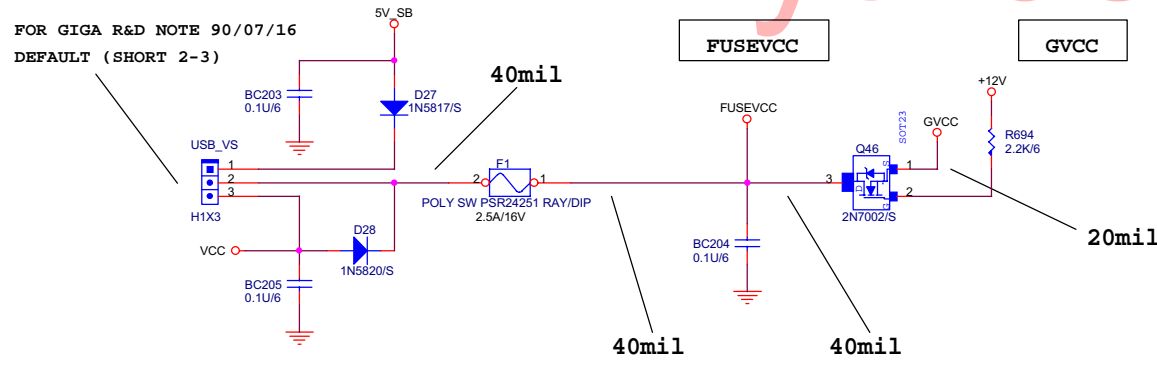 FOR GIGA R&D NOTE 90/07/16
DEFAULT (SHORT 2-3)
5V_SB
FUSEVCC
GVCC
40mil
D27
1N5817/S
BC203
0.1U/6
+12V
FUSEVCC
GVCC
SOT23
R694
2.2K/6
USB_VS
1
2
3
H1X3
F1
2
1
POLY SW PSR24251 RAY/DIP
2.5A/16V
Q46
3
D
S
G
1
2
2N7002/S
VCC
D28
1N5820/S
BC204
0.1U/6
20mil
BC205
0.1U/6
40mil
40mil